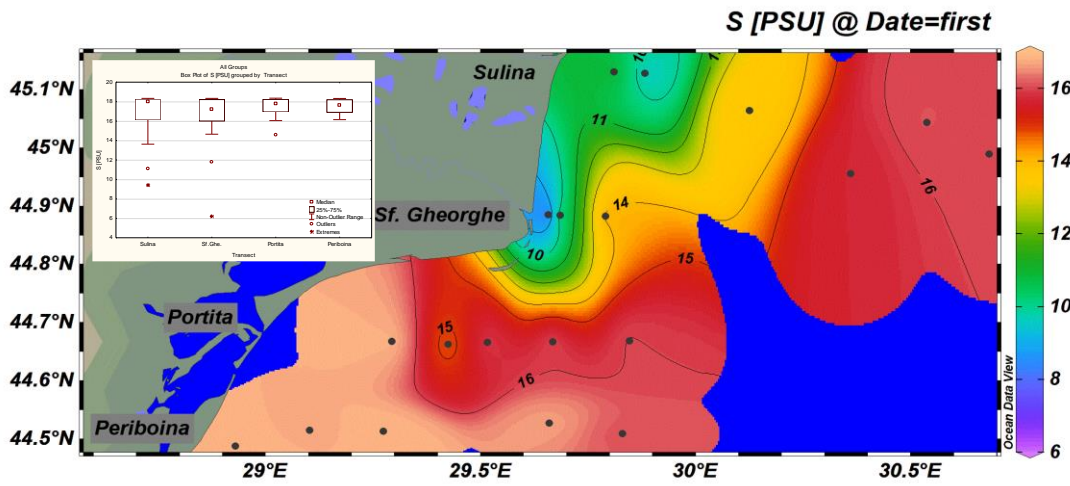 S [PSU] @ Date=first
All Groups
Box Plot of S [PSU] grouped by Transect
20
18
16
14
12
10
8
6
4
S [PSU]
Median
25%-75%
Non-Outlier Range
Outliers
Extremes
Sulina
Sf.Ghe.
Portita
Periboina
Transect
45.1°N
45°N
44.9°N
44.8°N
44.7°N
44.6°N
44.5°N
Sulina
Sf. Gheorghe
Portita
Periboina
10
11
11
10
14
15
16
15
16
29°E
29.5°E
30°E
30.5°E
Ocean Data View
16
14
12
10
8
6